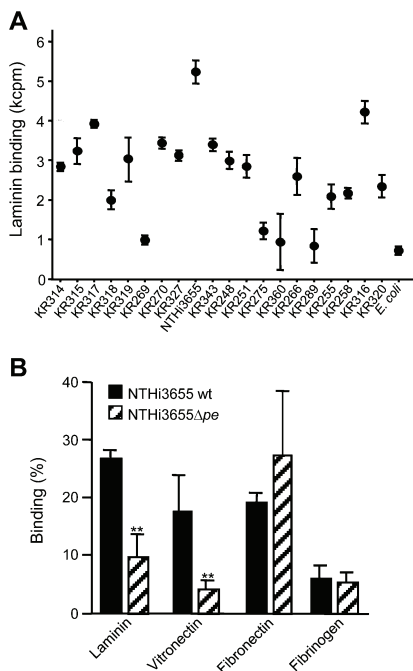 A
Laminin binding (kcpm)
6
5
4
3
2
1
0
KR314
KR315
KR317
KR318
KR319
KR269
KR270
KR327
NTHi3655
KR343
KR248
KR251
KR275
KR360
KR266
KR289
KR255
KR258
KR316
KR320
E. coli
B
NTHi3655 wt
NTHi3655Δpe
Binding (%)
40
30
20
10
0
**
**
Laminin
Vitronectin
Fibronectin
Fibrinogen